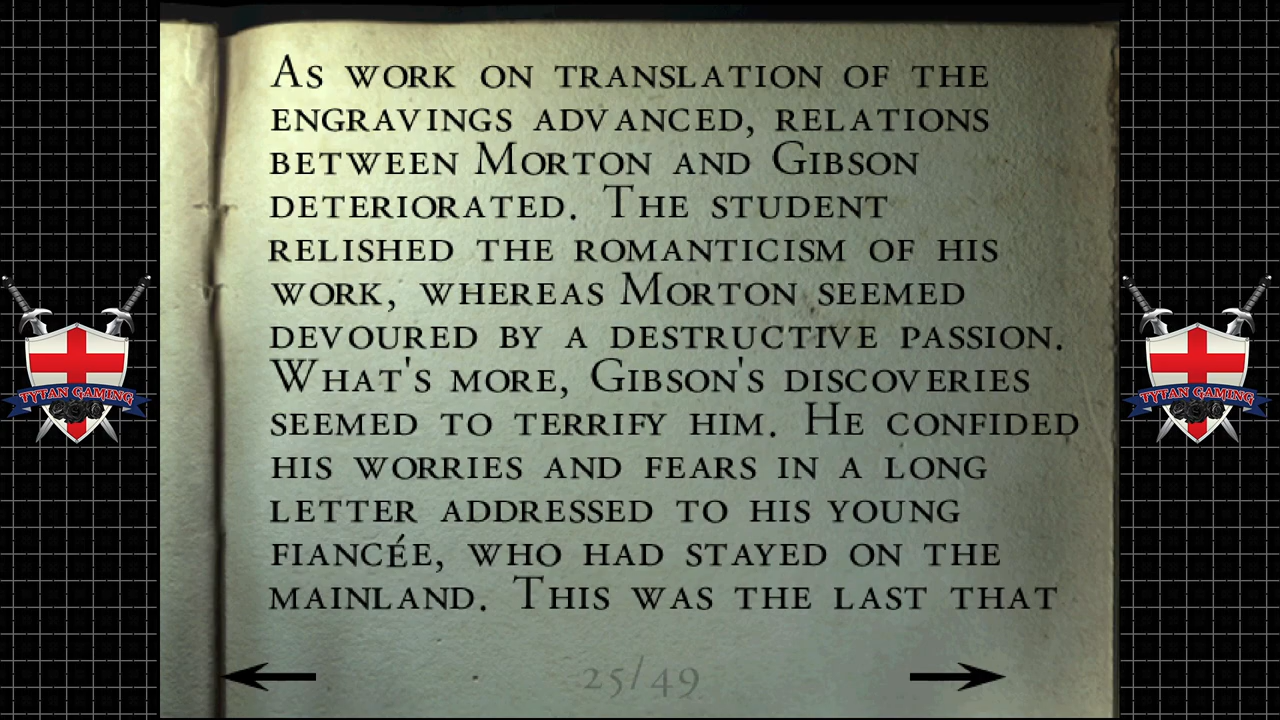 As work on translation of the
engravings advanced, relations
between Morton and Gibson
deteriorated. The student
relished the romanticism of his
work, whereas Morton seemed
devoured by a destructive passion.
What's more, Gibson's discoveries
seemed to terrify him. He confided
his worries and fears in a long
letter addressed to his young
fiancée, who had stayed on the
mainland. This was the last that
25/49
TYTAN GAMING
TYTAN GAMING